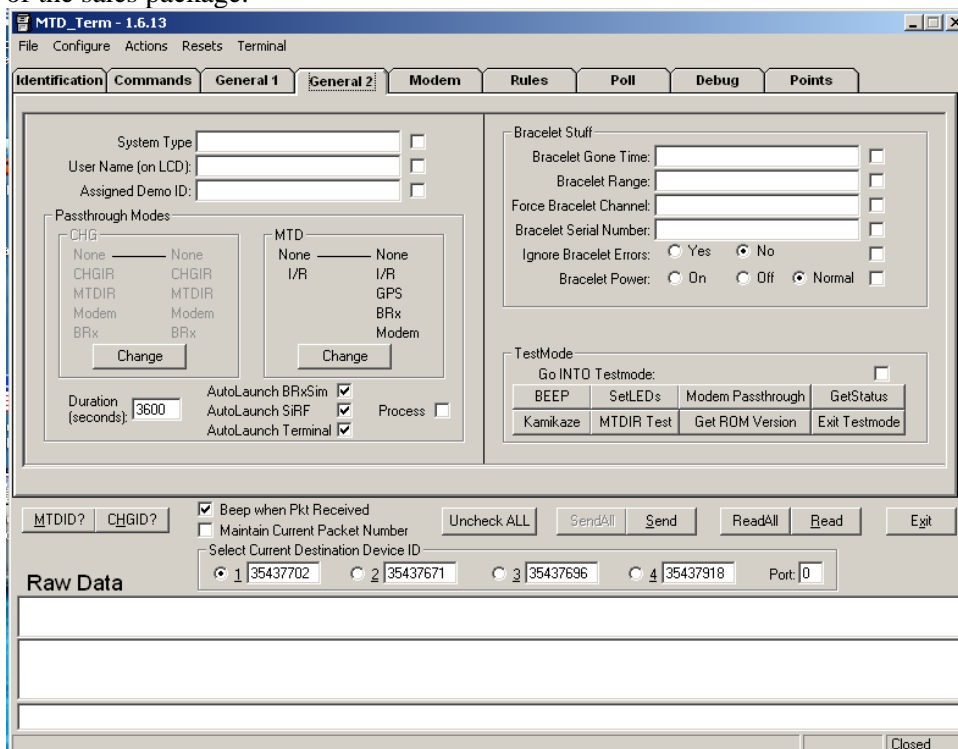 of the sales package.
MTD_Term - 1.6.13
File Configure Actions Resets Terminal
Identification Commands General 1 General 2 Modem Rules Poll Debug Points
System Type
User Name (on LCD):
Assigned Demo ID:
Passthrough Modes
CHG
None None
CHGIR CHGIR
MTDIR MTDIR
Modem Modem
BRx BRx
Change
MTD
None None
I/R I/R
GPS
BRx
Modem
Change
Duration (seconds): 3600
AutoLaunch BRxSim
AutoLaunch SiRF
AutoLaunch Terminal
Process
Bracelet Stuff
Bracelet Gone Time:
Bracelet Range:
Force Bracelet Channel:
Bracelet Serial Number:
Ignore Bracelet Errors: Yes No
Bracelet Power: On Off Normal
TestMode
Go INTO Testmode:
BEEP SetLEDs Modem Passthrough GetStatus
Kamikaze MTDIR Test Get ROM Version Exit Testmode
MTDID? CHGID?
Beep when Pkt Received
Maintain Current Packet Number
Uncheck ALL SendAll Send ReadAll Read Exit
Select Current Destination Device ID
1 35437702 2 35437671 3 35437696 4 35437918 Port: 0
Raw Data
Closed